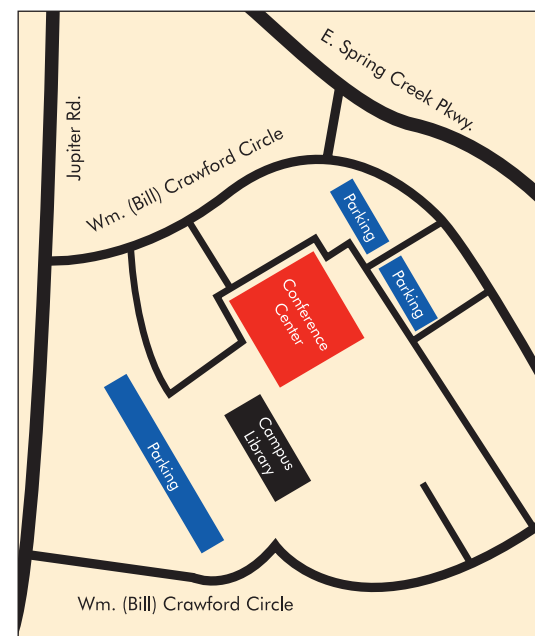 E. Spring Creek Pkwy.
Jupiter Rd.
Wm. (Bill) Crawford Circle
Parking
Parking
Conference
Center
Campus
Library
Parking
Wm. (Bill) Crawford Circle